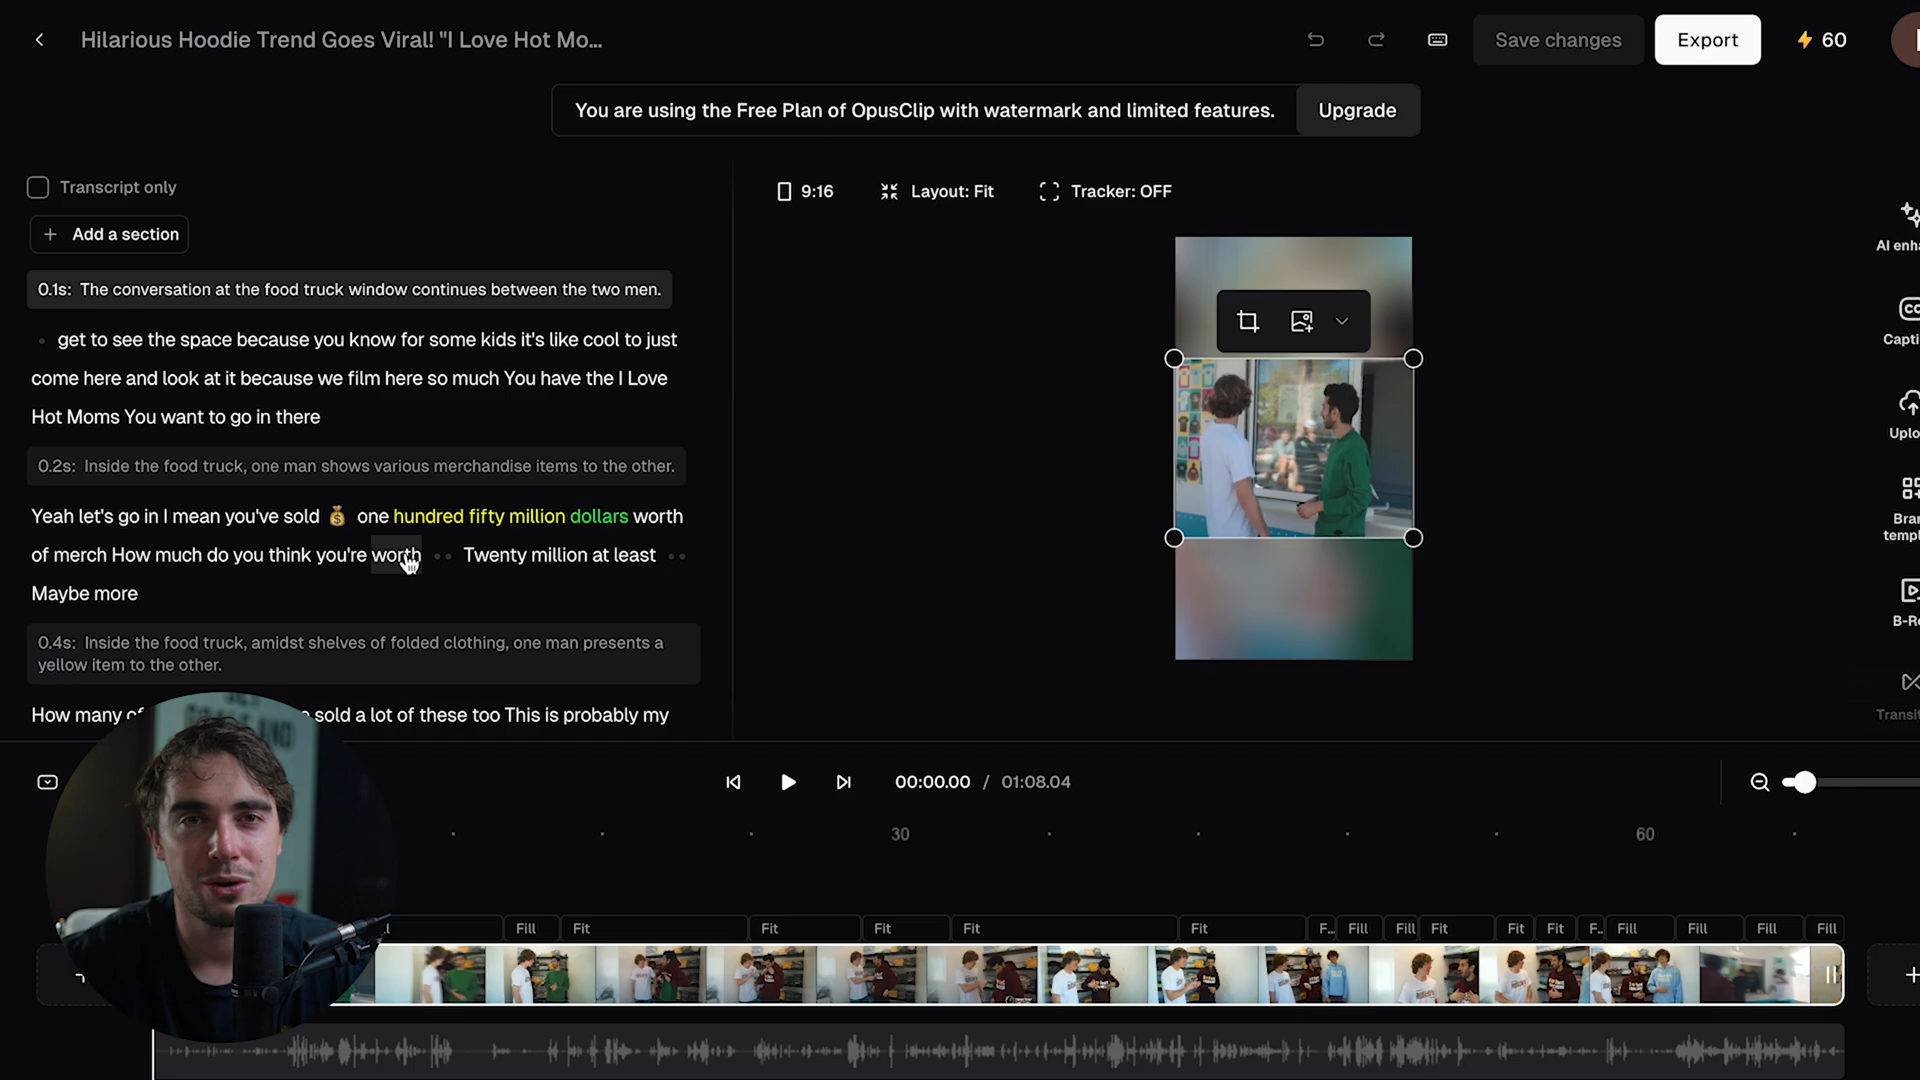 Hilarious Hoodie Trend Goes Viral! "I Love Hot Mo...
Save changes
Export
60
You are using the Free Plan of OpusClip with watermark and limited features.
Upgrade
Transcript only
+ Add a section
9:16
Layout: Fit
Tracker: OFF
0.1s: The conversation at the food truck window continues between the two men.
get to see the space because you know for some kids it's like cool to just
come here and look at it because we film here so much You have the I Love
Hot Moms You want to go in there
0.2s: Inside the food truck, one man shows various merchandise items to the other.
Yeah let's go in I mean you've sold 💰 one hundred fifty million dollars worth
of merch How much do you think you're worth •• Twenty million at least ••
Maybe more
0.4s: Inside the food truck, amidst shelves of folded clothing, one man presents a
yellow item to the other.
How many of sold a lot of these too This is probably my
AI enha
CC
Capti
Uplo
Bran
templ
B-Ro
Transit
00:00.00 / 01:08.04
30
60
Fill
Fit
Fit
Fit
Fit
Fit
F..
Fill
Fill
Fit
Fit
Fit
F..
Fill
Fill
Fill
Fill